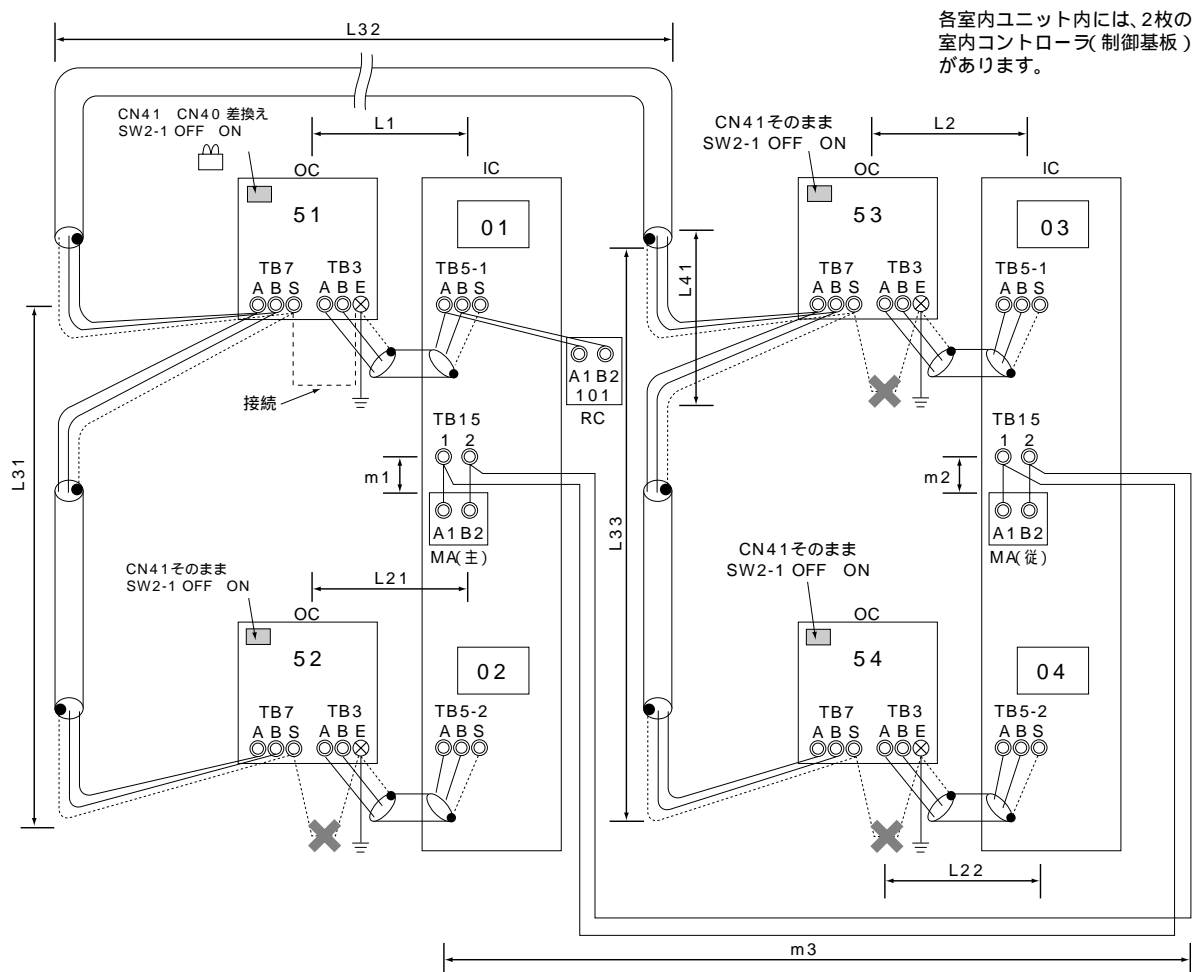 各室内ユニット内には、2枚の
室内コントローラ(制御基板)
があります。
L32
CN41 CN40 差換え
SW2-1 OFF ON
L1
CN41そのまま
SW2-1 OFF ON
L2
OC
IC
OC
IC
51
01
53
03
TB7 TB3 TB5-1
A B S A B E A B S
L41
TB7 TB3 TB5-1
A B S A B E A B S
A1 B2
101
RC
接続
L31
TB15
1 2
m1
A1 B2
MA(主)
L33
TB15
1 2
m2
A1 B2
MA(従)
CN41そのまま
SW2-1 OFF ON
L21
CN41そのまま
SW2-1 OFF ON
OC
OC
52
02
54
04
TB7 TB3 TB5-2
A B S A B E A B S
TB7 TB3 TB5-2
A B S A B E A B S
L22
m3